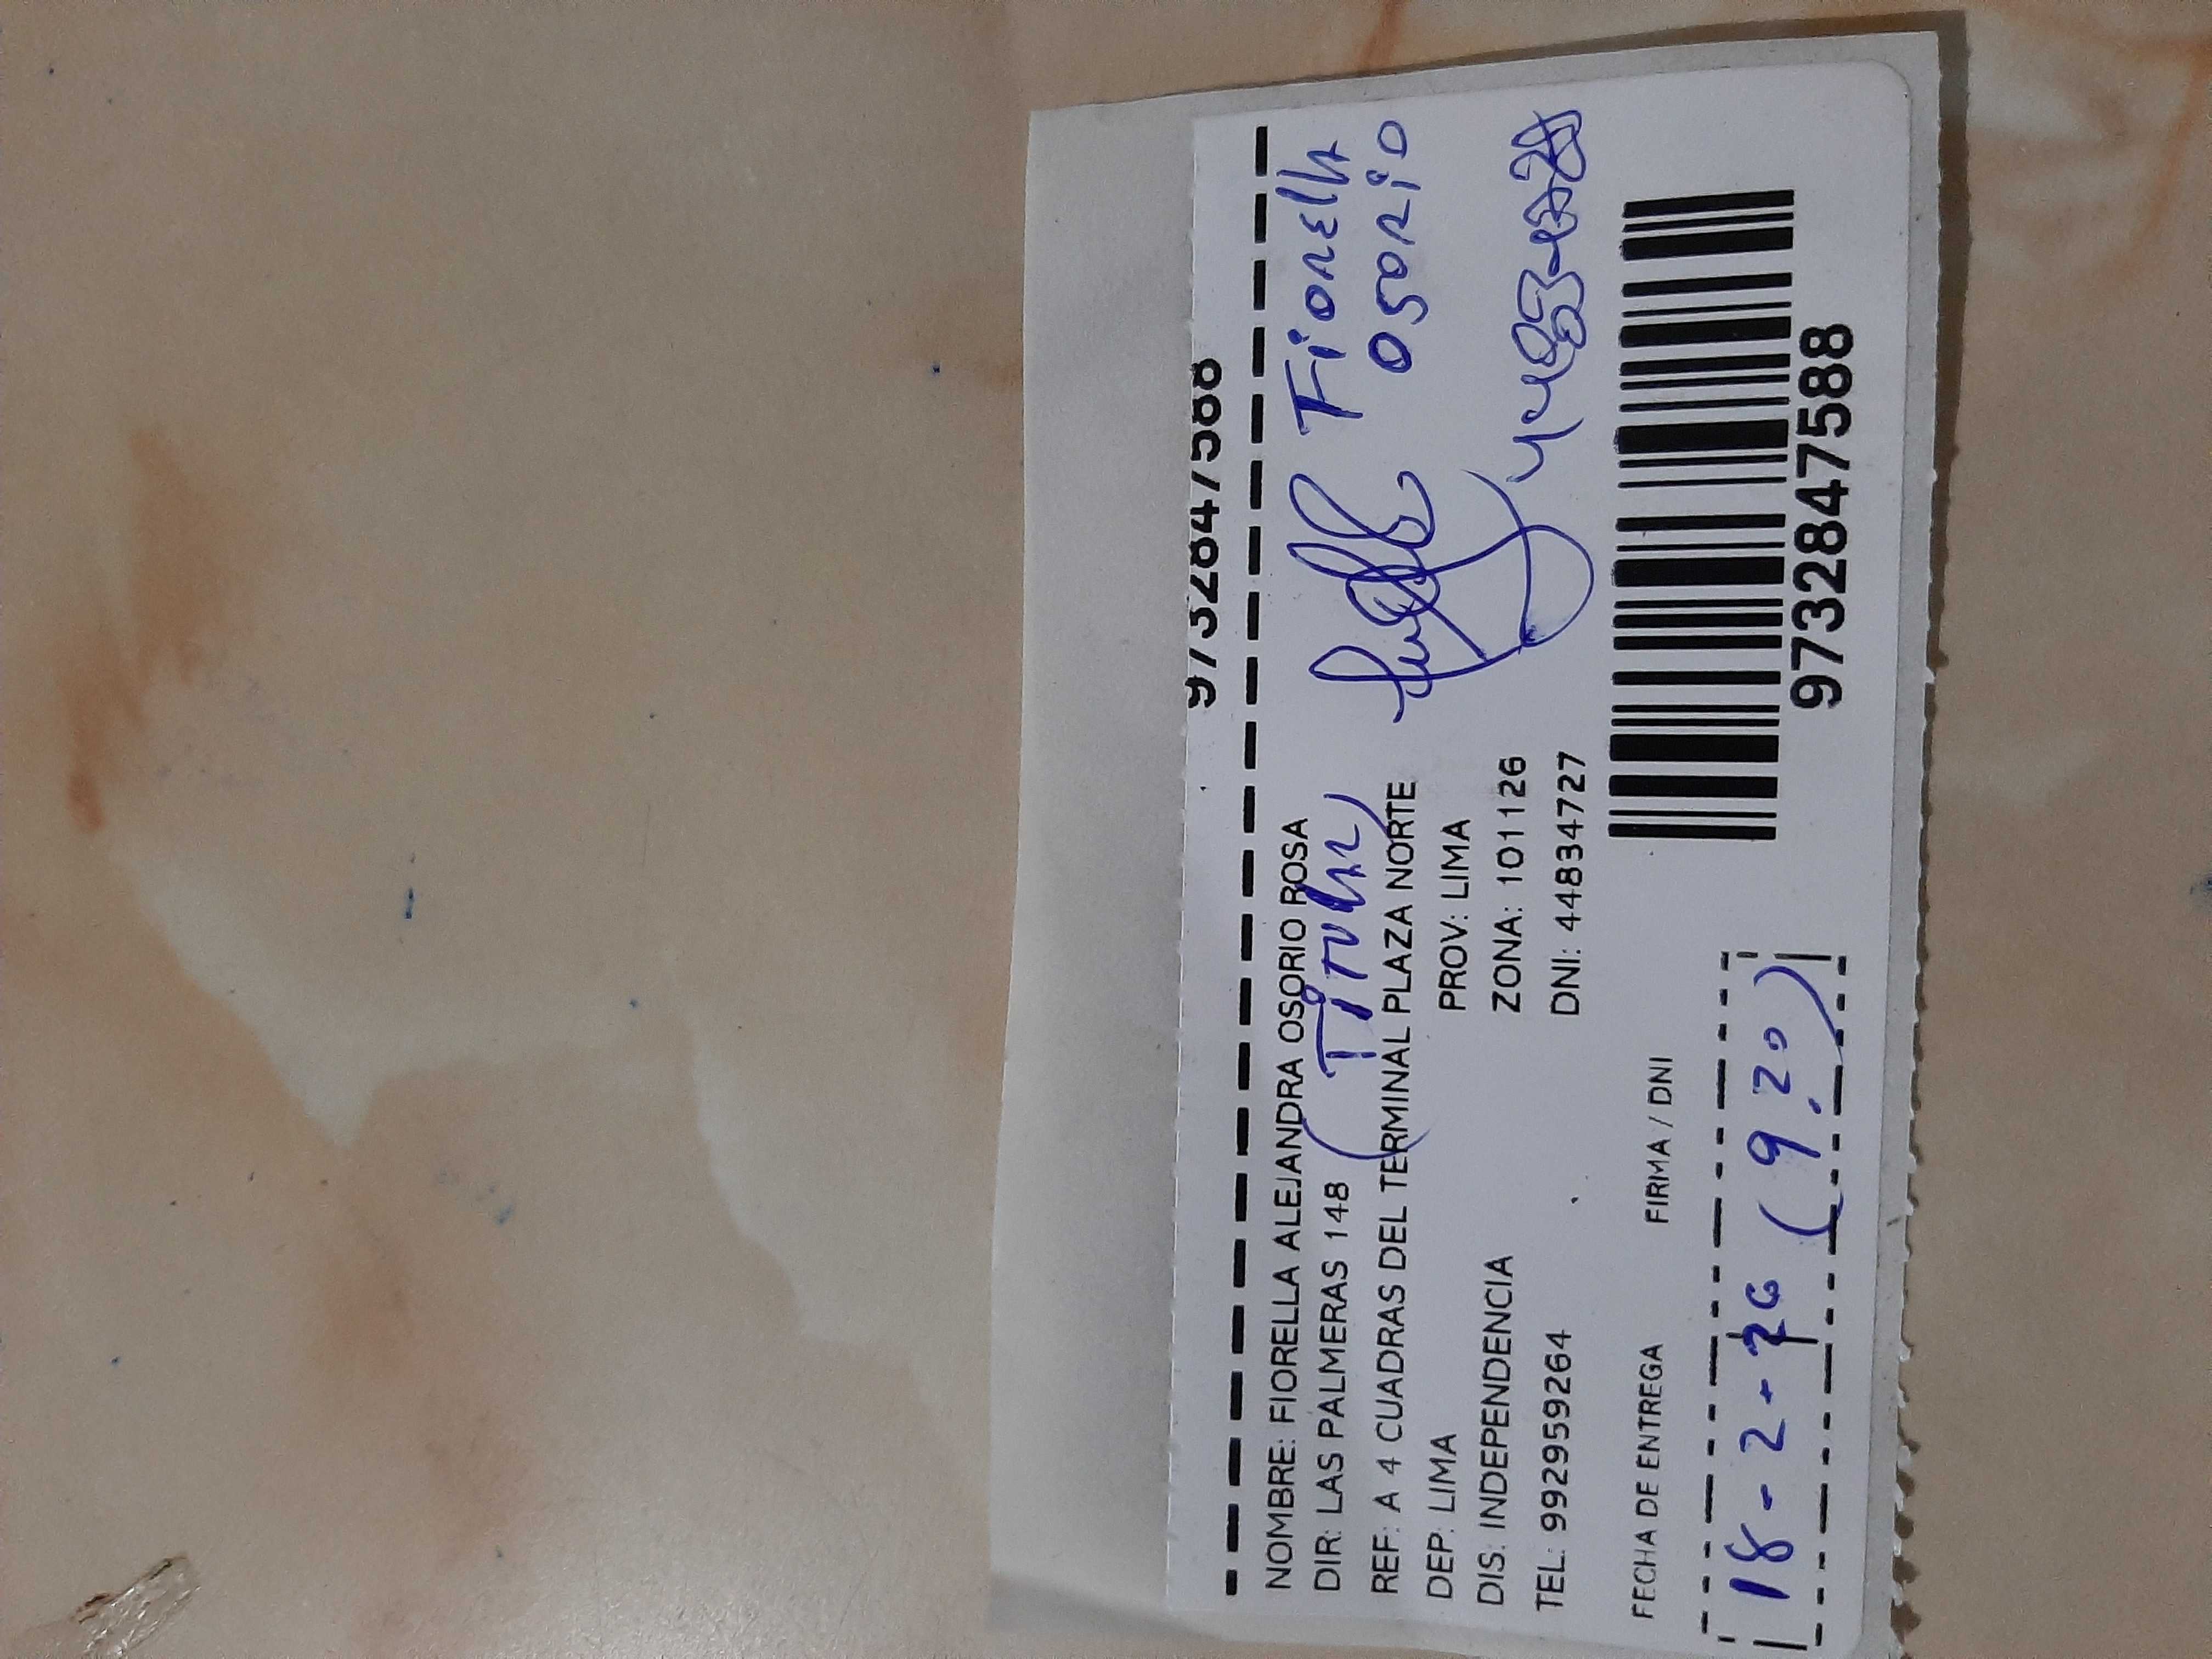 9732847588
NOMBRE: FIORELLA ALEJANDRA OSORIO ROSA
DIR: LAS PALMERAS 148
(Titular)
REF: A 4 CUADRAS DEL TERMINAL PLAZA NORTE
DEP: LIMA PROV: LIMA
DIS: INDEPENDENCIA ZONA: 101126
TEL: 992959264 DNI: 44834727
Fiorella
Osorio
FECHA DE ENTREGA FIRMA / DNI
18-2-26 (9.20)
9732847588